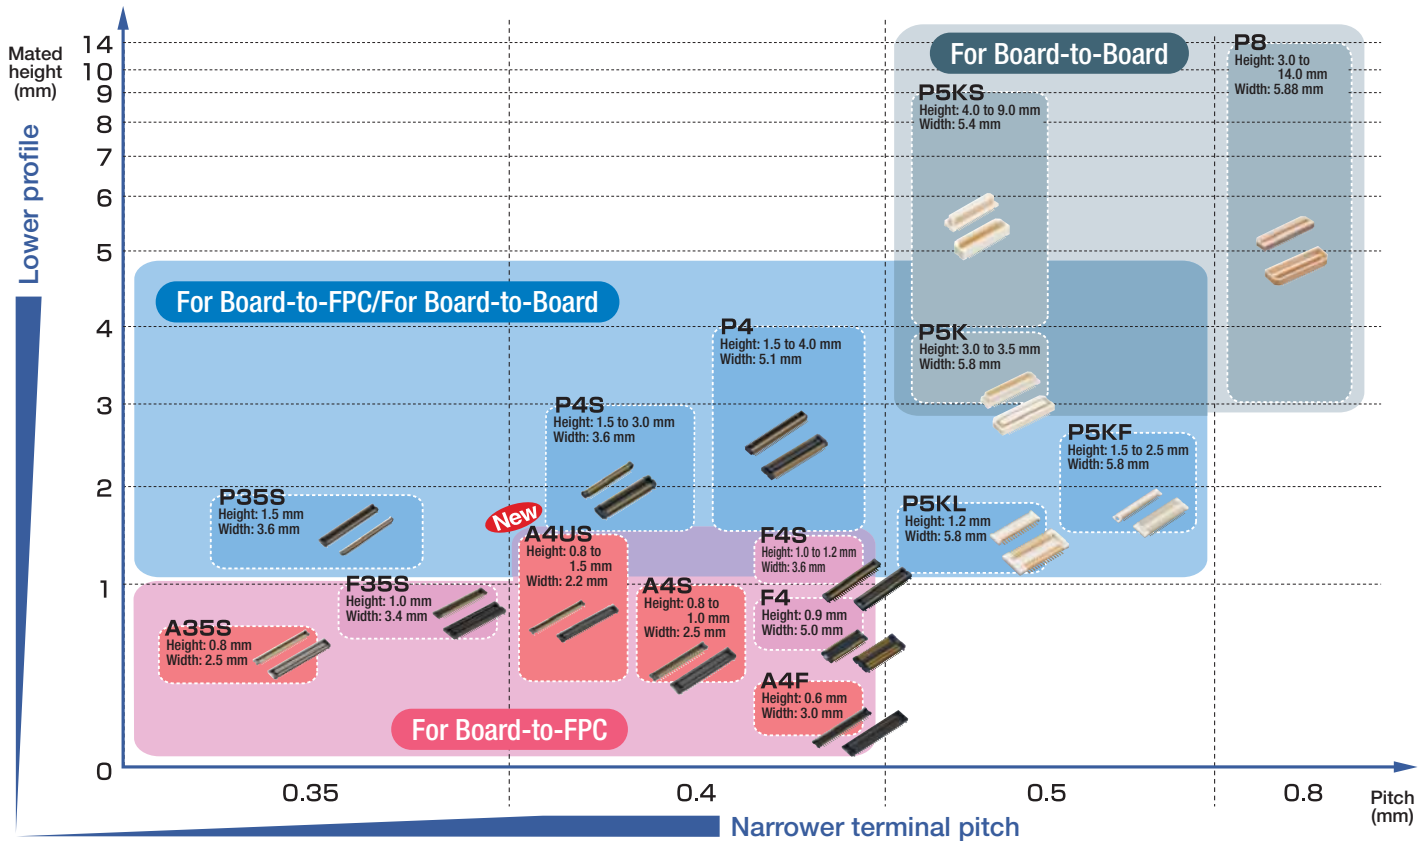 Mated
height
(mm)
Lower profile
14
10
9
8
7
6
5
4
3
2
1
0
For Board-to-Board
P8
Height: 3.0 to
14.0 mm
Width: 5.88 mm
P5KS
Height: 4.0 to 9.0 mm
Width: 5.4 mm
For Board-to-FPC/For Board-to-Board
P4
Height: 1.5 to 4.0 mm
Width: 5.1 mm
P5K
Height: 3.0 to 3.5 mm
Width: 5.8 mm
P4S
Height: 1.5 to 3.0 mm
Width: 3.6 mm
P5KF
Height: 1.5 to 2.5 mm
Width: 5.8 mm
P35S
Height: 1.5 mm
Width: 3.6 mm
P5KL
Height: 1.2 mm
Width: 5.8 mm
New
A4US
Height: 0.8 to
1.5 mm
Width: 2.2 mm
F4S
Height: 1.0 to 1.2 mm
Width: 3.6 mm
F35S
Height: 1.0 mm
Width: 3.4 mm
A4S
Height: 0.8 to
1.0 mm
Width: 2.5 mm
F4
Height: 0.9 mm
Width: 5.0 mm
A35S
Height: 0.8 mm
Width: 2.5 mm
A4F
Height: 0.6 mm
Width: 3.0 mm
For Board-to-FPC
0.35
0.4
0.5
0.8
Pitch
(mm)
Narrower terminal pitch